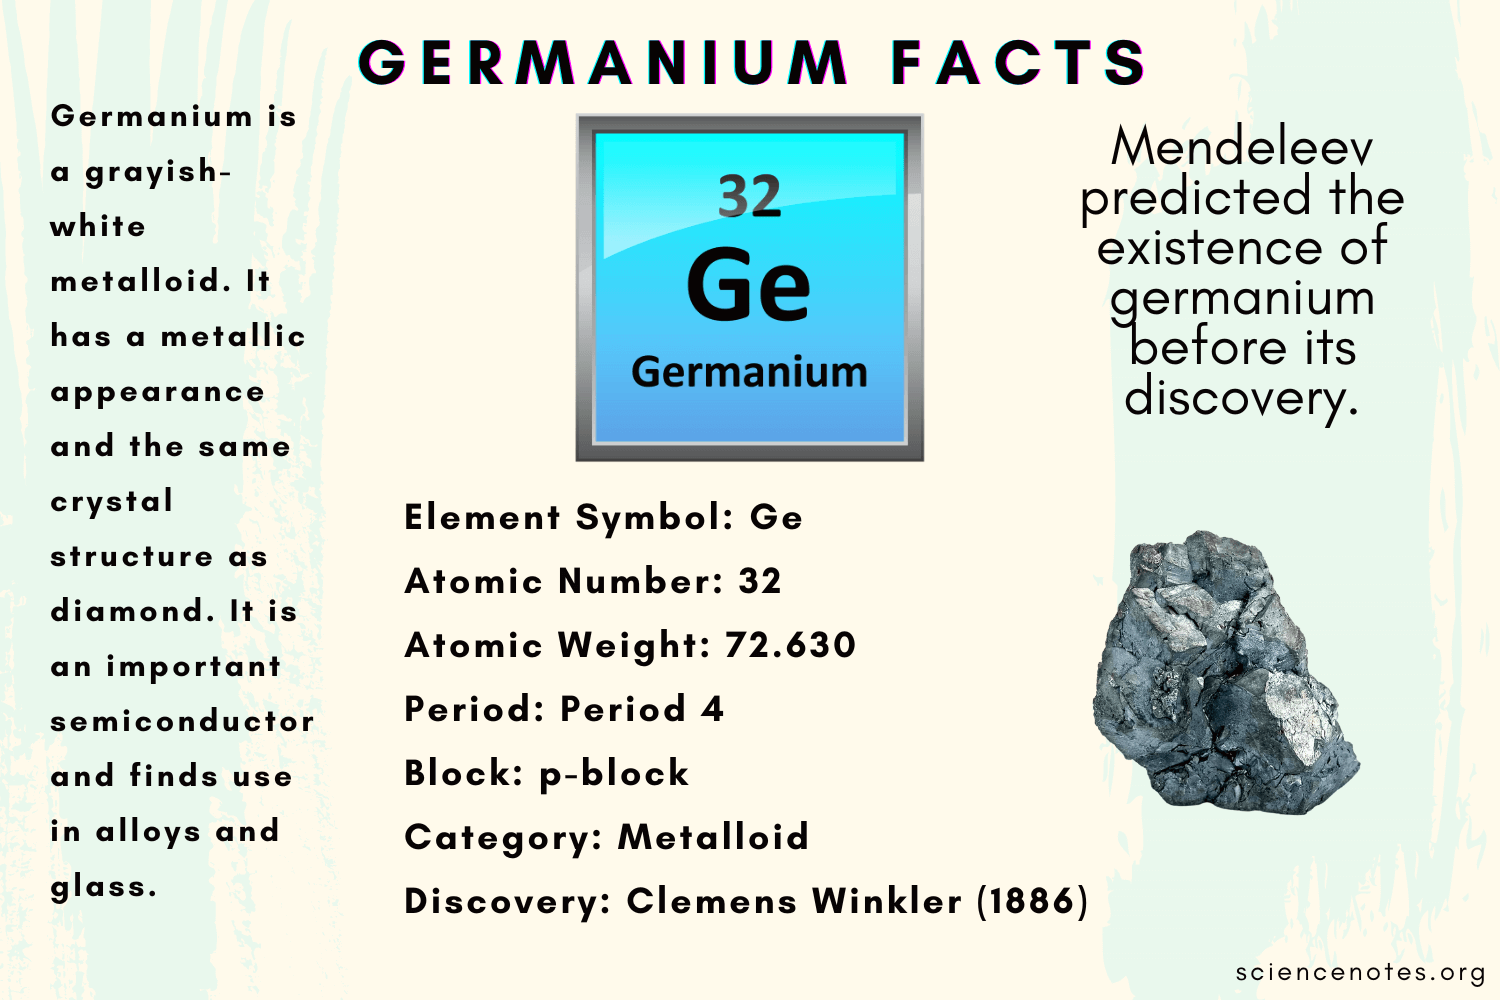 GERMANIUM FACTS
Germanium is
a grayish-
white
metalloid. It
has a metallic
appearance
and the same
crystal
structure as
diamond. It is
an important
semiconductor
and finds use
in alloys and
glass.
32
Ge
Germanium
Element Symbol: Ge
Atomic Number: 32
Atomic Weight: 72.630
Period: Period 4
Block: p-block
Category: Metalloid
Discovery: Clemens Winkler (1886)
Mendeleev
predicted the
existence of
germanium
before its
discovery.
sciencenotes.org